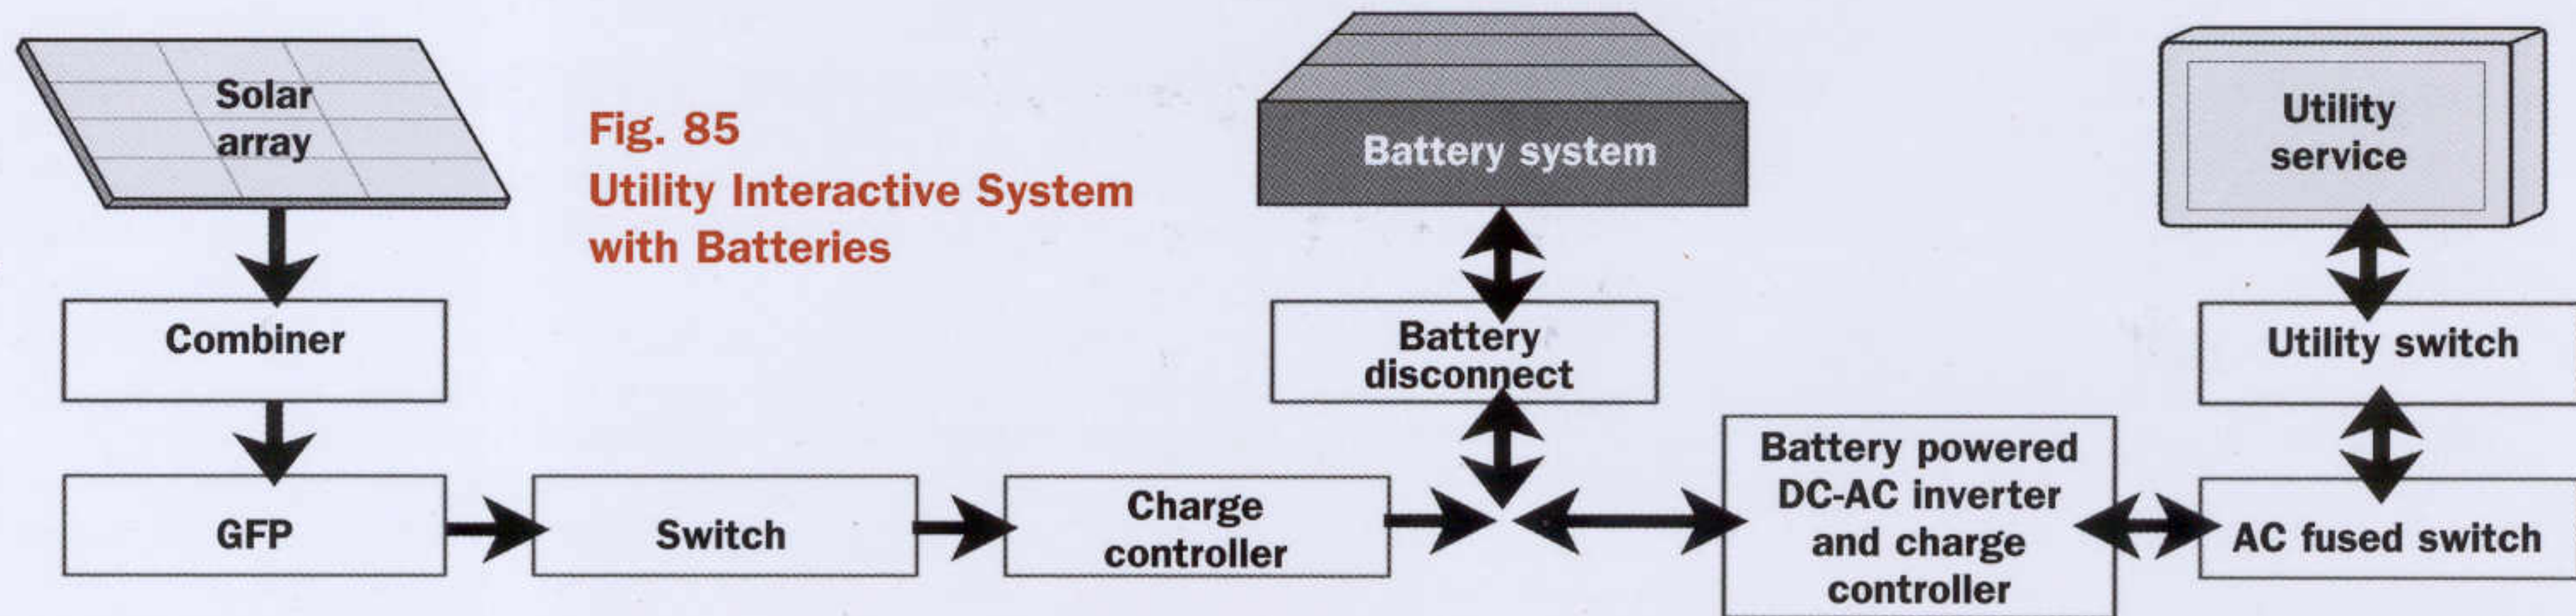 Solar
array
Fig. 85
Utility Interactive System
with Batteries
Battery system
Utility
service
Combiner
Battery
disconnect
Utility switch
GFP
Switch
Charge
controller
Battery powered
DC-AC inverter
and charge
controller
AC fused switch